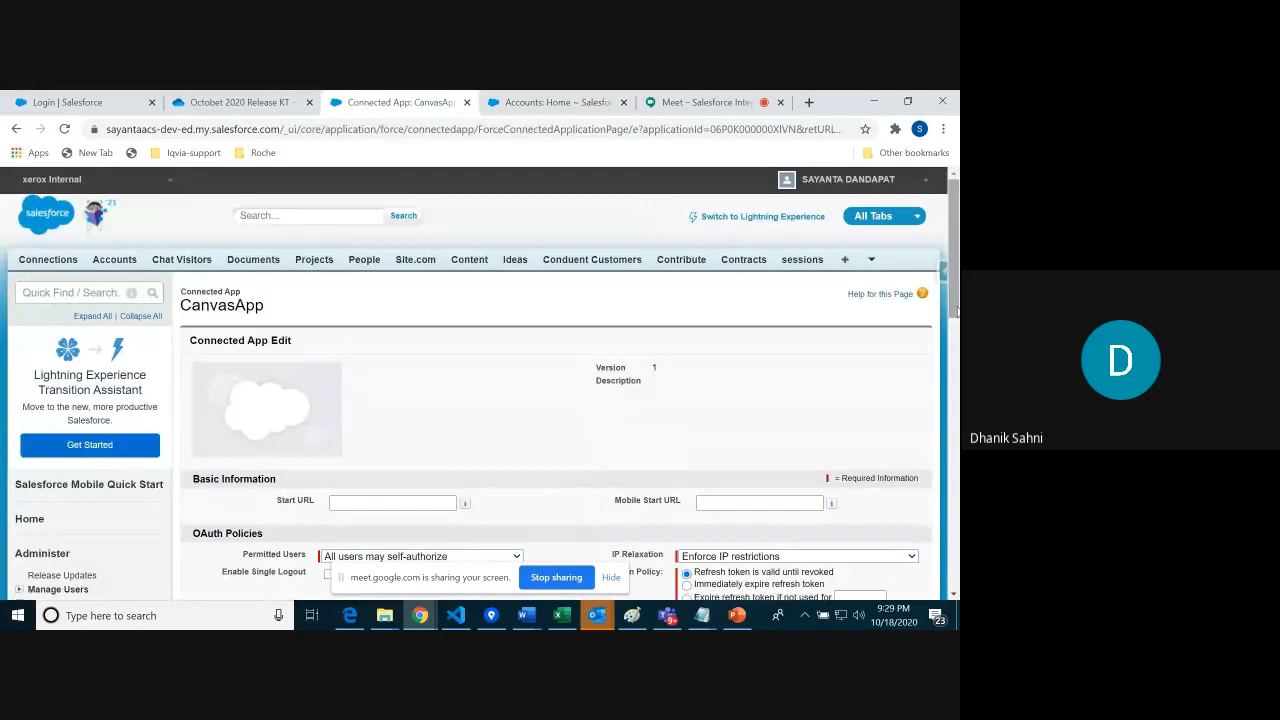 Login | Salesforce
Octobet 2020 Release KT -
Connected App: CanvasApp
Accounts: Home ~ Salesfo
Meet – Salesforce Inte
sayantaacs-dev-ed.my.salesforce.com/_ui/core/application/force/connectedapp/ForceConnectedApplicationPage/e?applicationId=06P0K000000XlVN&retURL...
S
Apps
New Tab
Iqvia-support
Roche
Other bookmarks
xerox Internal
SAYANTA DANDAPAT
salesforce
'21
Search...
Search
Switch to Lightning Experience
All Tabs
Connections
Accounts
Chat Visitors
Documents
Projects
People
Site.com
Content
Ideas
Conduent Customers
Contribute
Contracts
sessions
+
Quick Find / Search...
Expand All | Collapse All
Lightning Experience
Transition Assistant
Move to the new, more productive
Salesforce.
Get Started
Salesforce Mobile Quick Start
Home
Administer
Release Updates
Manage Users
Connected App
CanvasApp
Help for this Page
Connected App Edit
Version 1
Description
Basic Information
= Required Information
Start URL
Mobile Start URL
OAuth Policies
Permitted Users
All users may self-authorize
IP Relaxation
Enforce IP restrictions
Enable Single Logout
n Policy:
Refresh token is valid until revoked
Immediately expire refresh token
Expire refresh token if not used for
meet.google.com is sharing your screen.
Stop sharing
Hide
Type here to search
9+
9:29 PM
10/18/2020
23
D
Dhanik Sahni